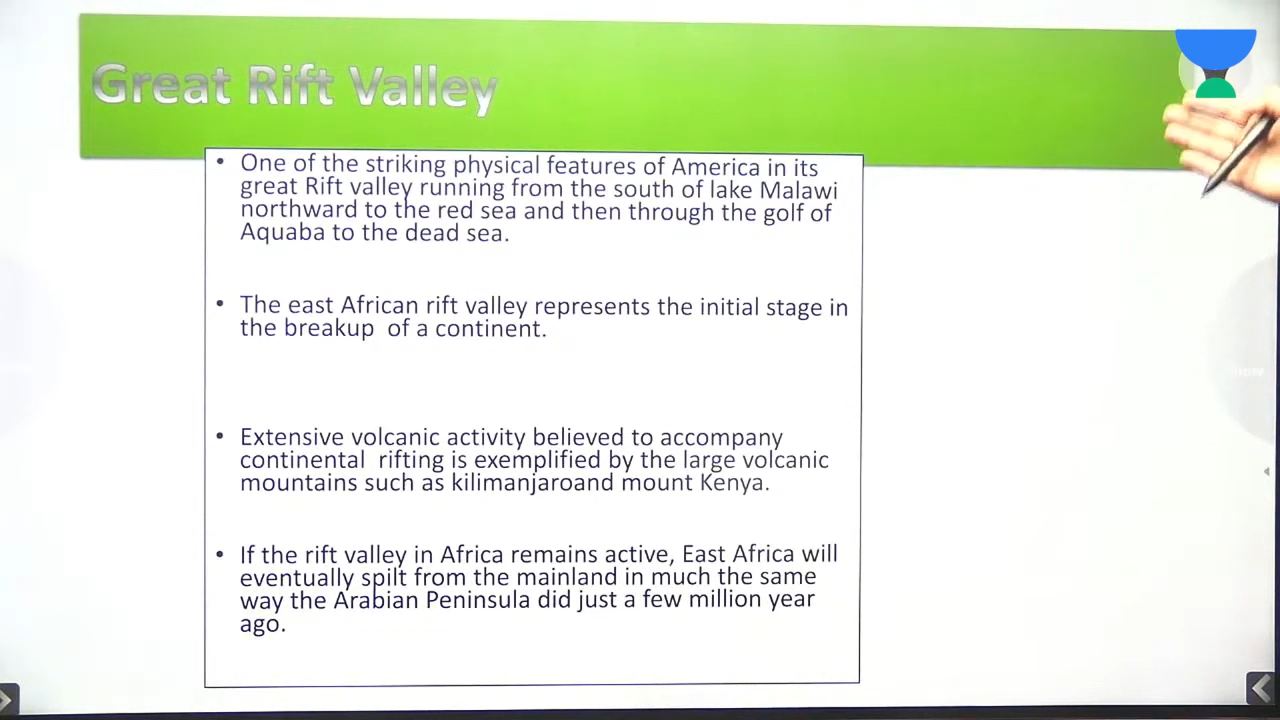 Great Rift Valley
• One of the striking physical features of America in its
great Rift valley running from the south of lake Malawi
northward to the red sea and then through the golf of
Aquaba to the dead sea.
• The east African rift valley represents the initial stage in
the breakup of a continent.
• Extensive volcanic activity believed to accompany
continental rifting is exemplified by the large volcanic
mountains such as kilimanjaroand mount Kenya.
• If the rift valley in Africa remains active, East Africa will
eventually spilt from the mainland in much the same
way the Arabian Peninsula did just a few million year
ago.